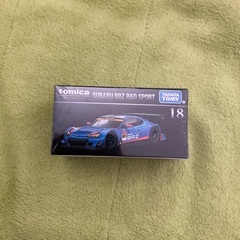 tomica
SUBARU BRZ R&D SPORT
TAKARA
TOMY
18